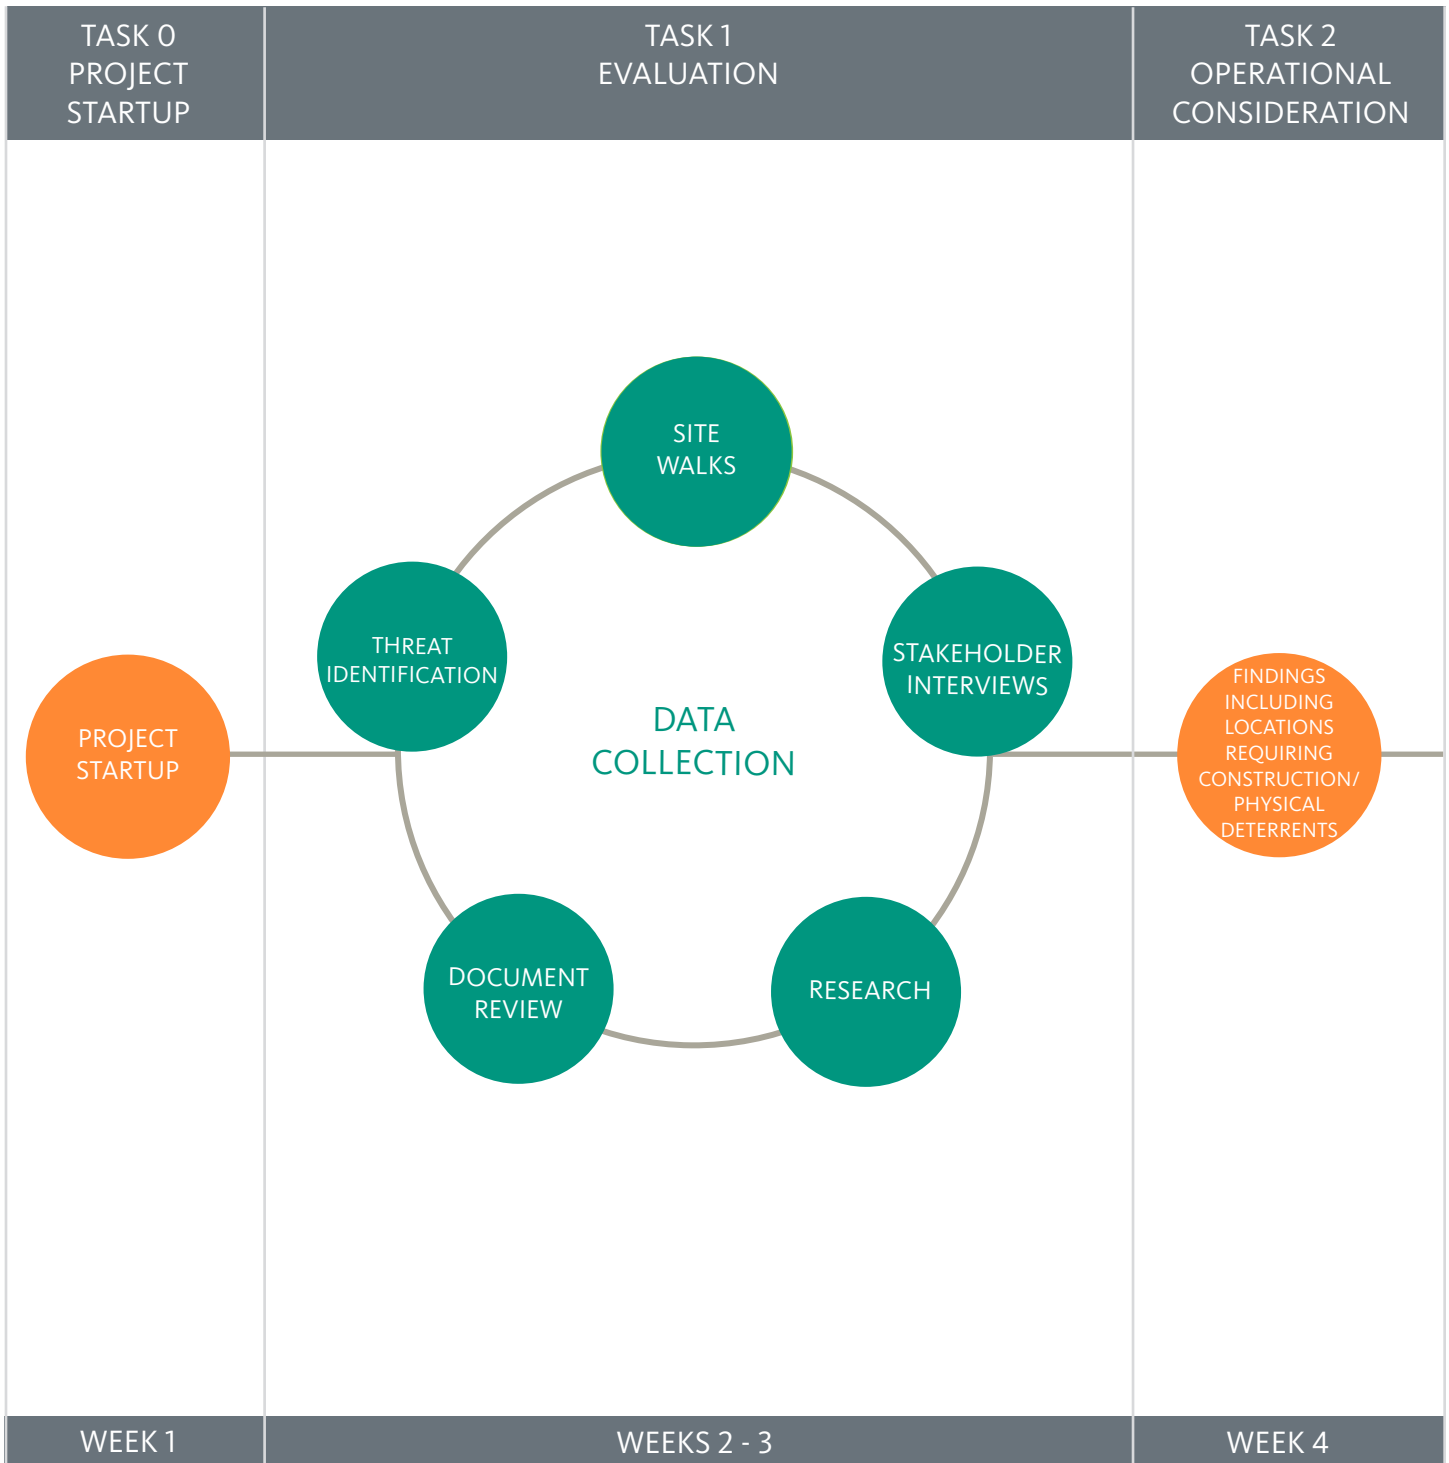 TASK 0
PROJECT
STARTUP
TASK 1
EVALUATION
TASK 2
OPERATIONAL
CONSIDERATION
SITE
WALKS
THREAT
IDENTIFICATION
STAKEHOLDER
INTERVIEWS
DATA
COLLECTION
PROJECT
STARTUP
FINDINGS
INCLUDING
LOCATIONS
REQUIRING
CONSTRUCTION/
PHYSICAL
DETERRENTS
DOCUMENT
REVIEW
RESEARCH
WEEK 1
WEEKS 2 - 3
WEEK 4